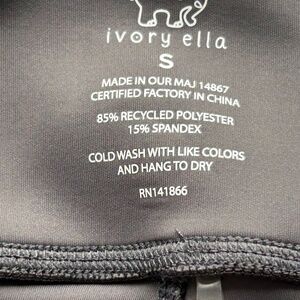 ivory ella
S
MADE IN OUR MAJ 14867
CERTIFIED FACTORY IN CHINA
85% RECYCLED POLYESTER
15% SPANDEX
COLD WASH WITH LIKE COLORS
AND HANG TO DRY
RN141866